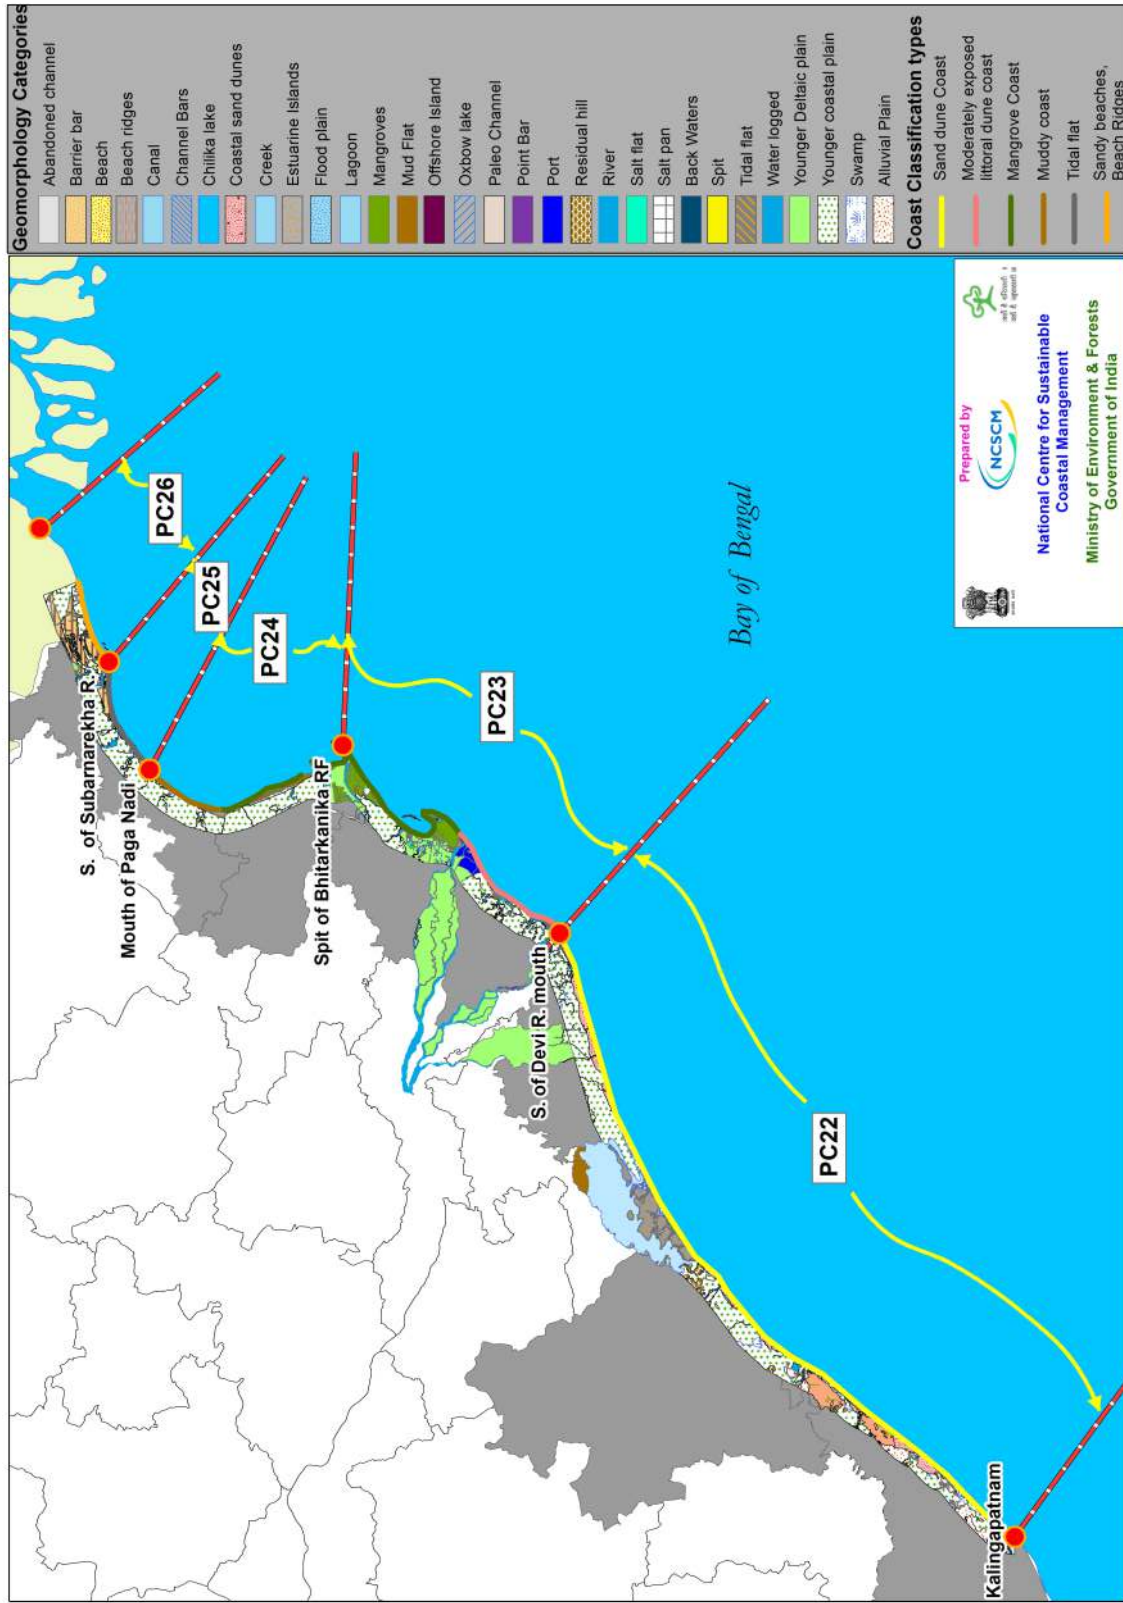 Geomorphology Categories
Abandoned channel
Barrier bar
Beach
Beach ridges
Canal
Channel Bars
Chilika lake
Coastal sand dunes
Creek
Estuarine Islands
Flood plain
Lagoon
Mangroves
Mud Flat
Offshore Island
Oxbow lake
Paleo Channel
Point Bar
Port
Residual hill
River
Salt flat
Salt pan
Back Waters
Spit
Tidal flat
Water logged
Younger Deltaic plain
Younger coastal plain
Swamp
Alluvial Plain
Coast Classification types
Sand dune Coast
Moderately exposed
littoral dune coast
Mangrove Coast
Muddy coast
Tidal flat
Sandy beaches,
Beach Ridges
PC26
PC25
PC24
PC23
PC22
S. of Subarnarekha R.
Mouth of Paga Nadi
Spit of Bhitarkanika RF
S. of Devi R. mouth
Kalingapatnam
Bay of Bengal
Prepared by
NCSCM
National Centre for Sustainable
Coastal Management
Ministry of Environment & Forests
Government of India